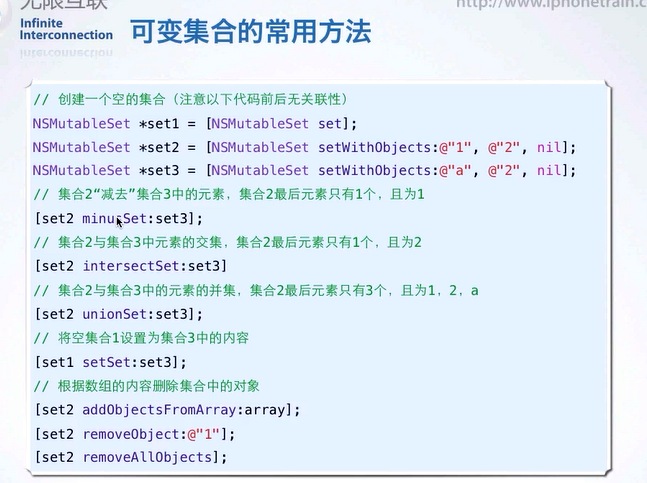 无限互联
http://www.iphonetrain.c
Infinite
Interconnection
可变集合的常用方法
// 创建一个空的集合（注意以下代码前后无关联性）
NSMutableSet *set1 = [NSMutableSet set];
NSMutableSet *set2 = [NSMutableSet setWithObjects:@"1", @"2", nil];
NSMutableSet *set3 = [NSMutableSet setWithObjects:@"a", @"2", nil];
// 集合2“减去”集合3中的元素，集合2最后元素只有1个，且为1
[set2 minusSet:set3];
// 集合2与集合3中元素的交集，集合2最后元素只有1个，且为2
[set2 intersectSet:set3]
// 集合2与集合3中的元素的并集，集合2最后元素只有3个，且为1，2，a
[set2 unionSet:set3];
// 将空集合1设置为集合3中的内容
[set1 setSet:set3];
// 根据数组的内容删除集合中的对象
[set2 addObjectsFromArray:array];
[set2 removeObject:@"1"];
[set2 removeAllObjects];